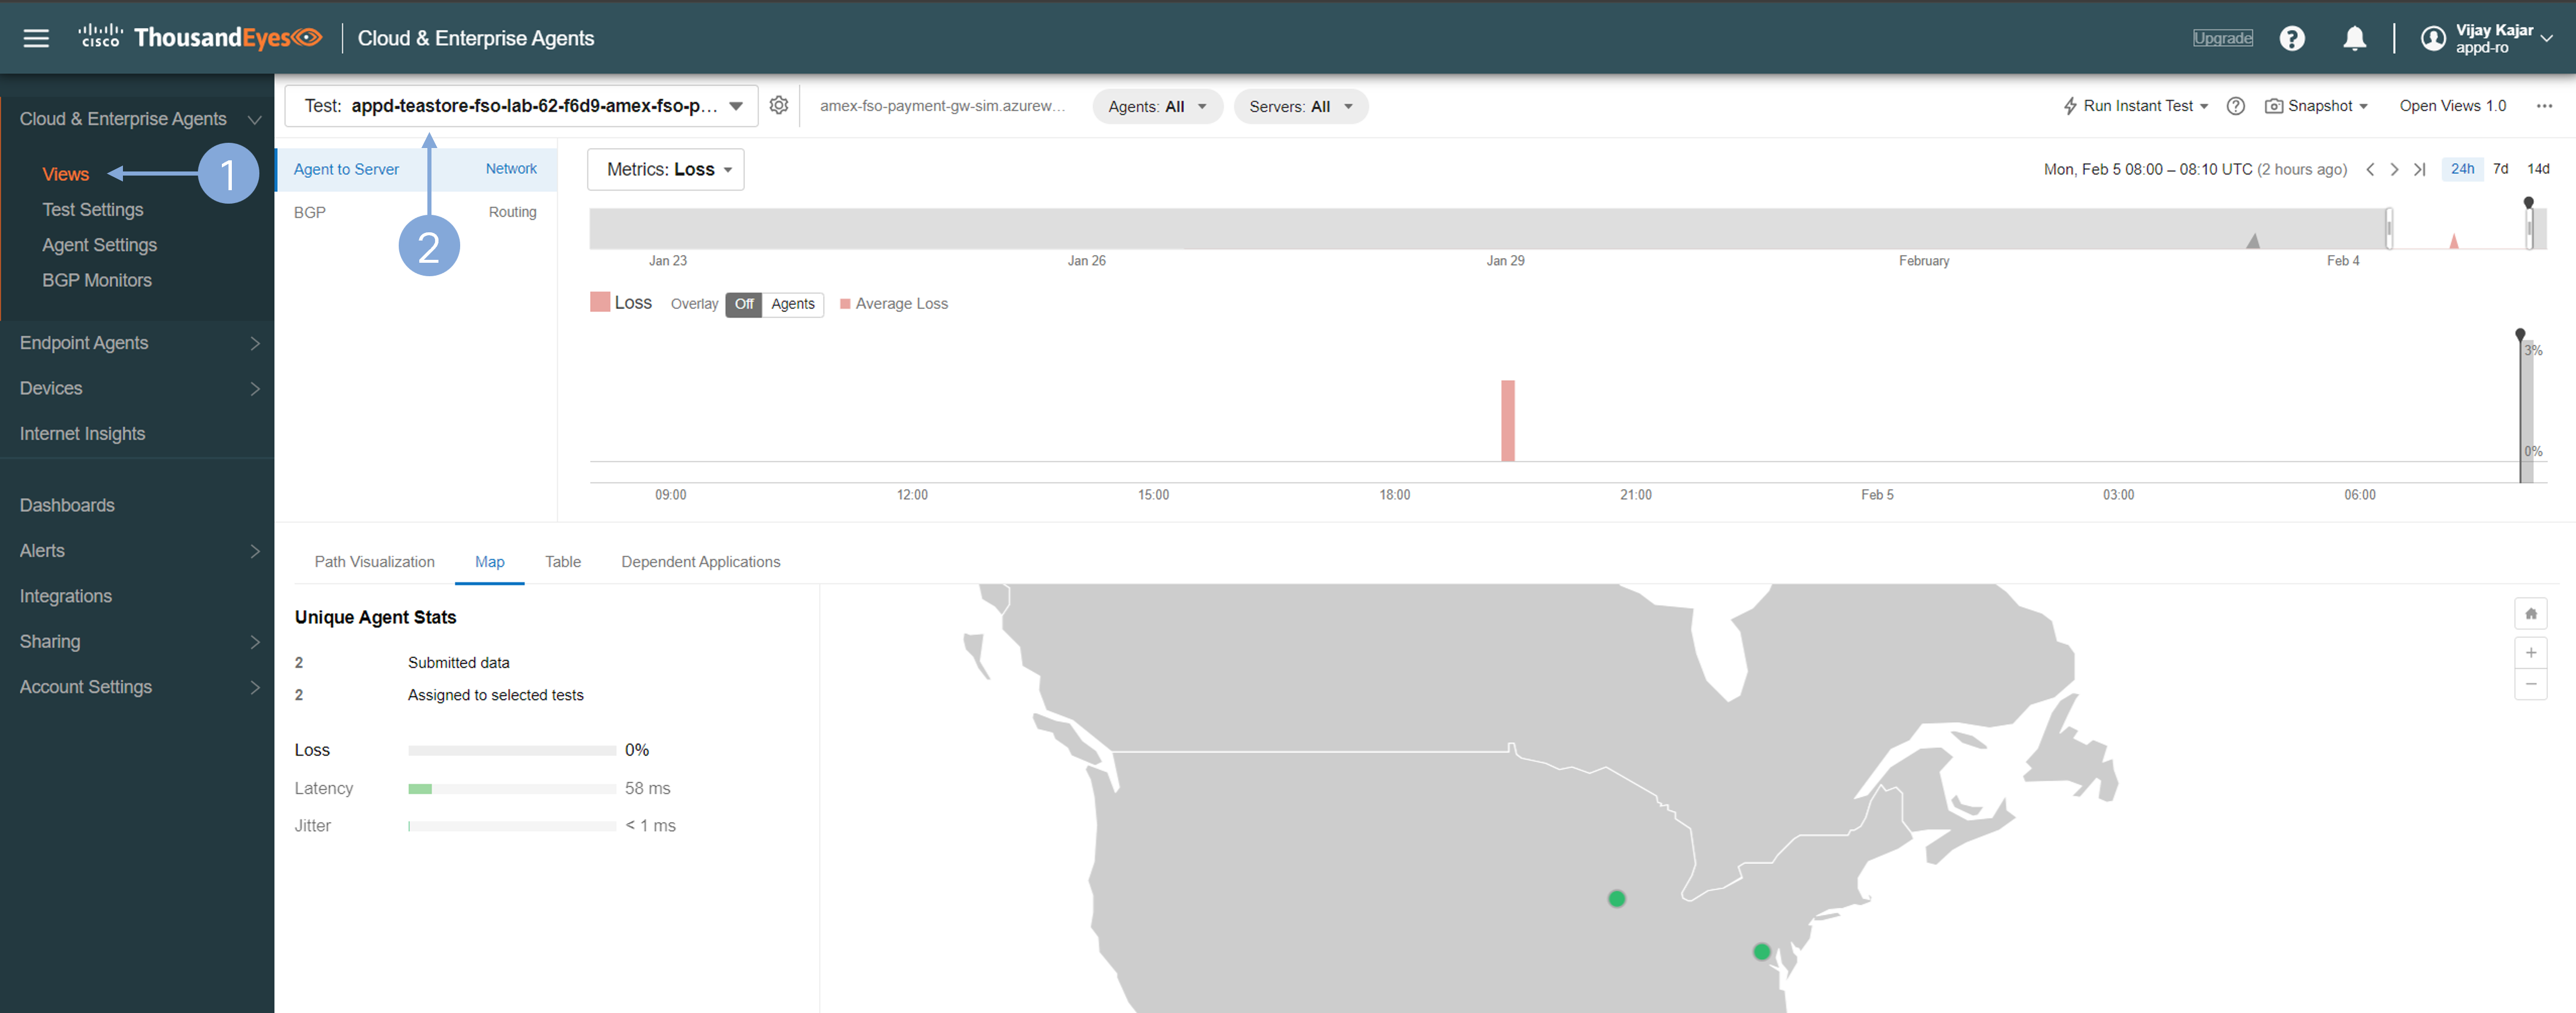 CISCO ThousandEyes Cloud & Enterprise Agents Upgrade ? Vijay Kajar
appd-ro
Cloud & Enterprise Agents
Views
Test Settings
Agent Settings
BGP Monitors
Endpoint Agents
Devices
Internet Insights
Dashboards
Alerts
Integrations
Sharing
Account Settings
1
2
Test: appd-teastore-fso-lab-62-f6d9-amex-fso-p... amex-fso-payment-gw-sim.azurew... Agents: All Servers: All Run Instant Test ? Snapshot Open Views 1.0 ...
Agent to Server Network
BGP Routing
Metrics: Loss Mon, Feb 5 08:00 – 08:10 UTC (2 hours ago) 24h 7d 14d
Jan 23 Jan 26 Jan 29 February Feb 4
Loss Overlay Off Agents Average Loss
3%
0%
09:00 12:00 15:00 18:00 21:00 Feb 5 03:00 06:00
Path Visualization Map Table Dependent Applications
Unique Agent Stats
2 Submitted data
2 Assigned to selected tests
Loss 0%
Latency 58 ms
Jitter < 1 ms
+
−